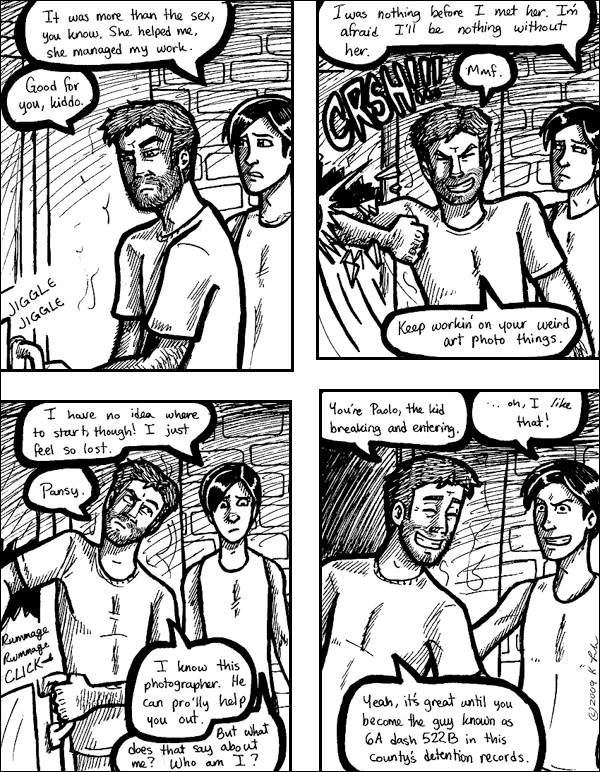 It was more than the sex,
you know. She helped me,
she managed my work.
Good for
you, kiddo.
JIGGLE
JIGGLE
I was nothing before I met her. I'm
afraid I'll be nothing without
her.
Mmf.
CRSH!!!
Keep workin' on your weird
art photo things.
I have no idea where
to start, though! I just
feel so lost.
Pansy.
Rummage
Rummage
CLICK
I know this
photographer. He
can pro'lly help
you out.
But what
does that say about
me? Who am I?
You're Paolo, the kid
breaking and entering.
... oh, I like
that!
Yeah, it's great until you
become the guy known as
6A dash 522B in this
county's detention records.
©2009 K